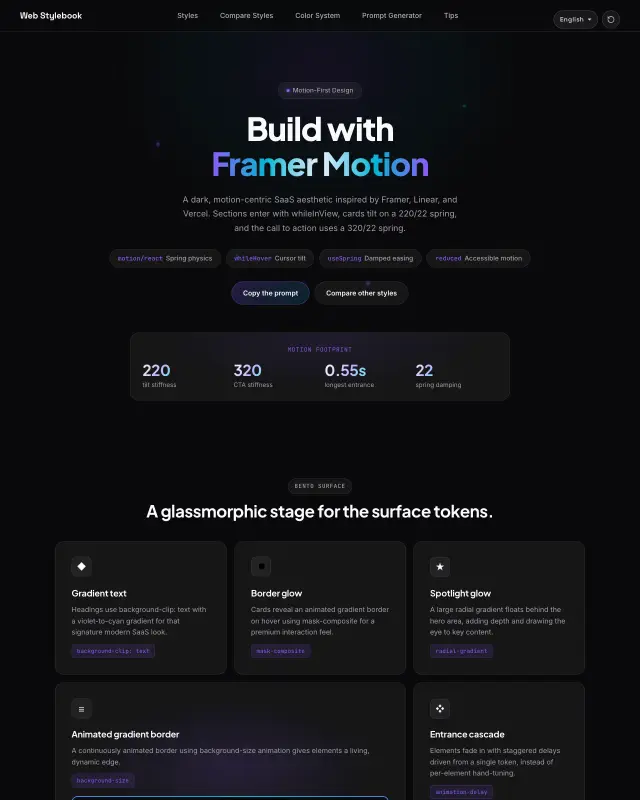 Web Stylebook
Styles
Compare Styles
Color System
Prompt Generator
Tips
English
Motion-First Design
Build with
Framer Motion
A dark, motion-centric SaaS aesthetic inspired by Framer, Linear, and
Vercel. Sections enter with whileInView, cards tilt on a 220/22 spring,
and the call to action uses a 320/22 spring.
motion/react Spring physics
whileHover Cursor tilt
useSpring Damped easing
reduced Accessible motion
Copy the prompt
Compare other styles
MOTION FOOTPRINT
220
320
0.55s
22
tilt stiffness
CTA stiffness
longest entrance
spring damping
BENTO SURFACE
A glassmorphic stage for the surface tokens.
Gradient text
Headings use background-clip: text with
a violet-to-cyan gradient for that
signature modern SaaS look.
background-clip: text
Border glow
Cards reveal an animated gradient border
on hover using mask-composite for a
premium interaction feel.
mask-composite
Spotlight glow
A large radial gradient floats behind the
hero area, adding depth and drawing the
eye to key content.
radial-gradient
Animated gradient border
A continuously animated border using background-size animation gives elements a living,
dynamic edge.
background-size
Entrance cascade
Elements fade in with staggered delays
driven from a single token, instead of
per-element hand-tuning.
animation-delay